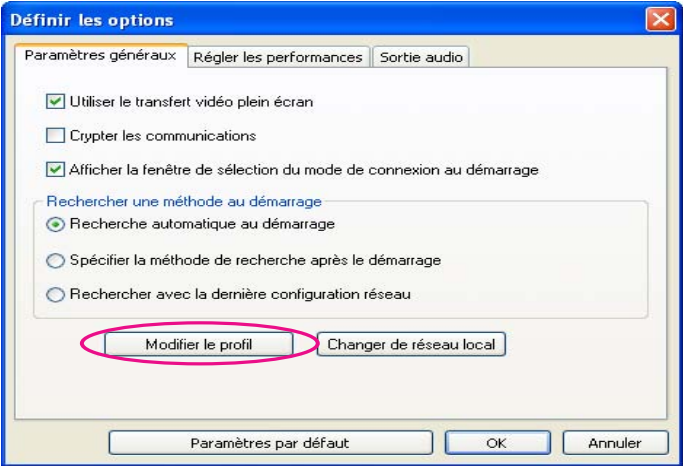 Définir les options
Paramètres généraux Régler les performances Sortie audio
Utiliser le transfert vidéo plein écran
Crypter les communications
Afficher la fenêtre de sélection du mode de connexion au démarrage
Rechercher une méthode au démarrage
Recherche automatique au démarrage
Spécifier la méthode de recherche après le démarrage
Rechercher avec la dernière configuration réseau
Modifier le profil Changer de réseau local
Paramètres par défaut OK Annuler